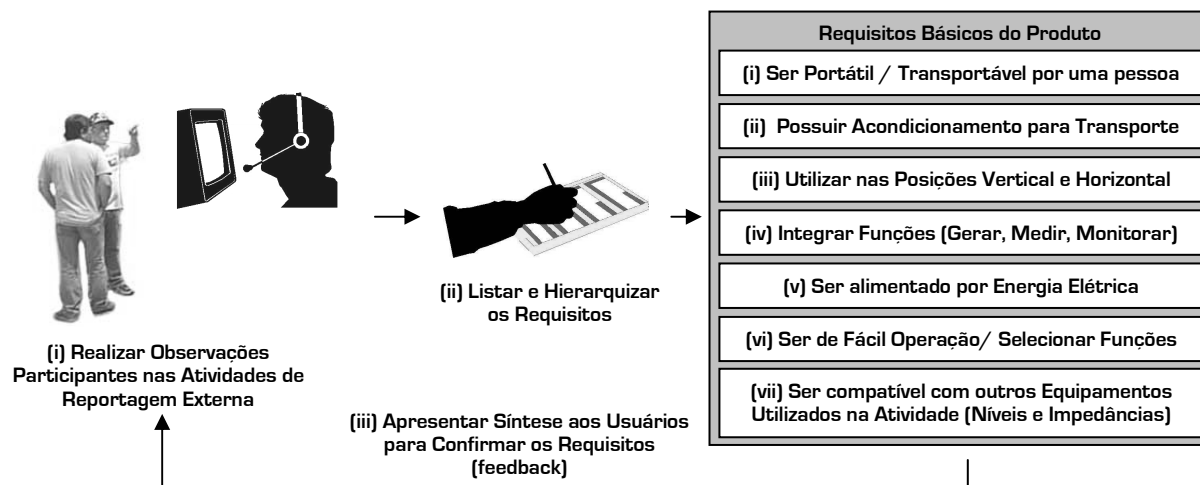 (i) Realizar Observações
Participantes nas Atividades de
Reportagem Externa
(ii) Listar e Hierarquizar
os Requisitos
(iii) Apresentar Síntese aos Usuários
para Confirmar os Requisitos
(feedback)
Requisitos Básicos do Produto
(i) Ser Portátil / Transportável por uma pessoa
(ii) Possuir Acondicionamento para Transporte
(iii) Utilizar nas Posições Vertical e Horizontal
(iv) Integrar Funções (Gerar, Medir, Monitorar)
(v) Ser alimentado por Energia Elétrica
(vi) Ser de Fácil Operação/ Selecionar Funções
(vii) Ser compatível com outros Equipamentos
Utilizados na Atividade (Níveis e Impedâncias)